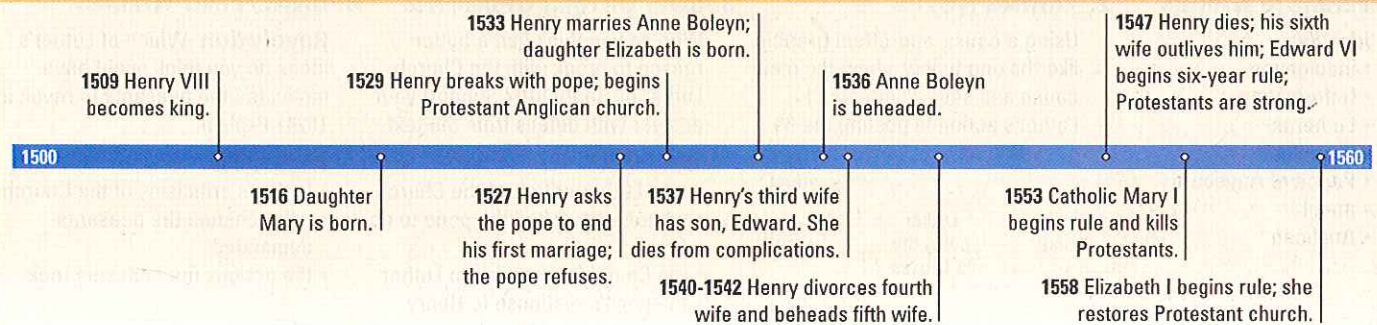 1533 Henry marries Anne Boleyn;
daughter Elizabeth is born.
1547 Henry dies; his sixth
wife outlives him; Edward VI
begins six-year rule;
Protestants are strong.
1509 Henry VIII
becomes king.
1529 Henry breaks with pope; begins
Protestant Anglican church.
1536 Anne Boleyn
is beheaded.
1500
1560
1516 Daughter
Mary is born.
1527 Henry asks
the pope to end
his first marriage;
the pope refuses.
1537 Henry's third wife
has son, Edward. She
dies from complications.
1553 Catholic Mary I
begins rule and kills
Protestants.
1540-1542 Henry divorces fourth
wife and beheads fifth wife.
1558 Elizabeth I begins rule; she
restores Protestant church.